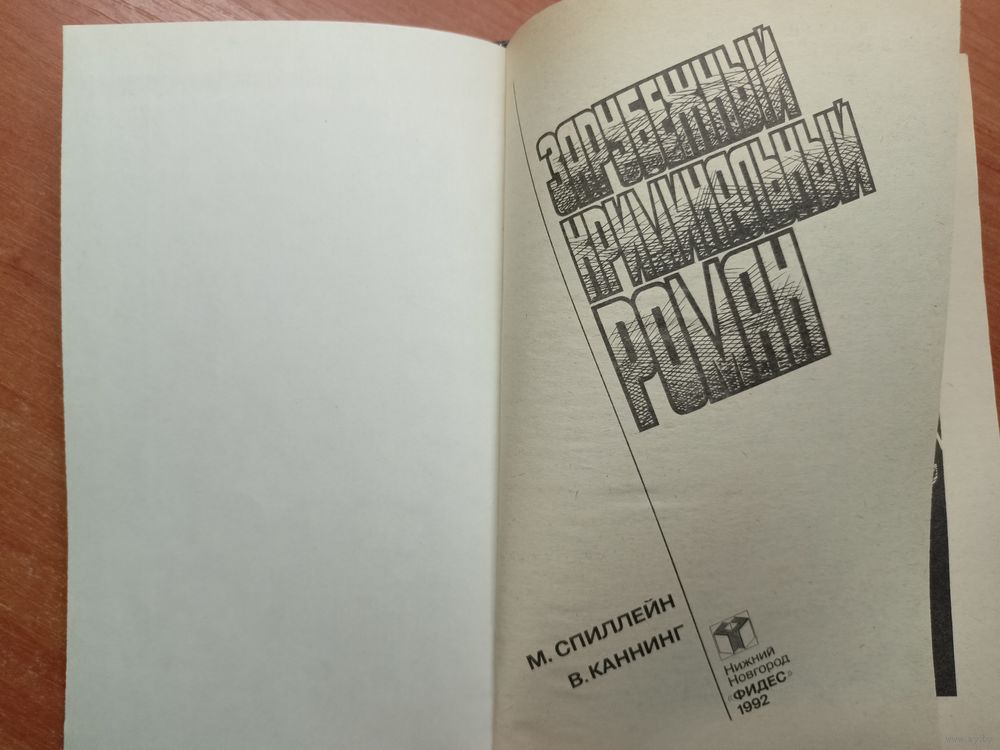 ЗАРУБЕЖНЫЙ
КРИМИНАЛЬНЫЙ
РОМАН
М. СПИЛЛЕЙН
В. КАННИНГ
Нижний
Новгород
«ФИДЕС»
1992